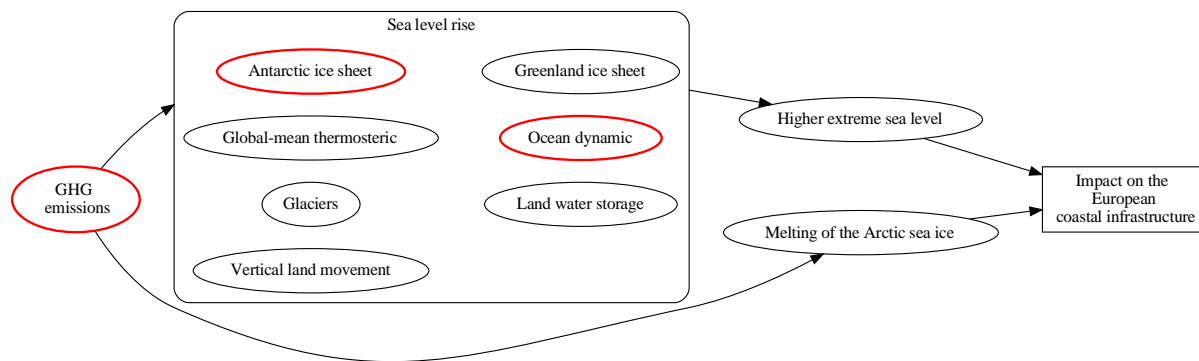 Sea level rise
Antarctic ice sheet
Greenland ice sheet
Global-mean thermosteric
Ocean dynamic
Glaciers
Land water storage
Vertical land movement
GHG
emissions
Higher extreme sea level
Melting of the Arctic sea ice
Impact on the
European
coastal infrastructure